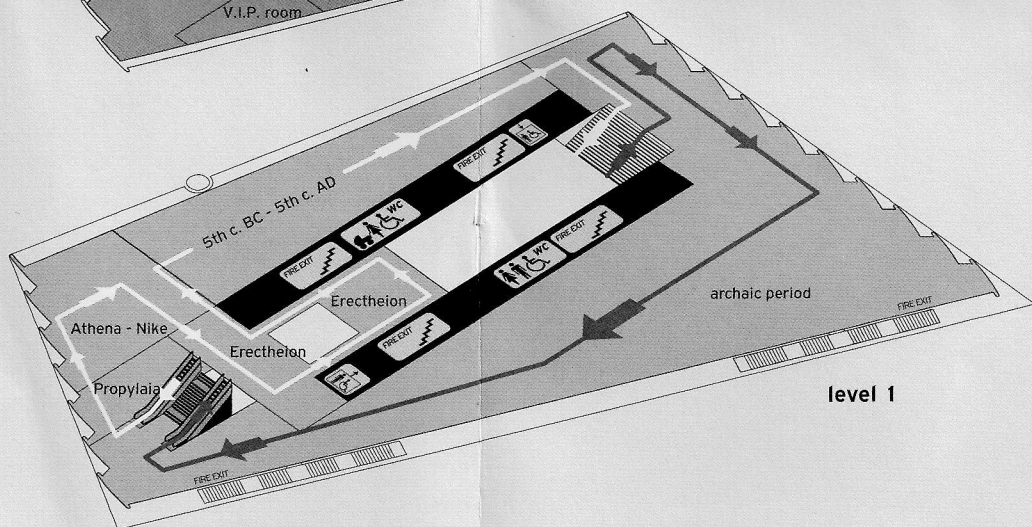 V.I.P. room
FIRE EXIT
5th c. BC - 5th c. AD
WC
FIRE EXIT
WC
FIRE EXIT
Erectheion
archaic period
FIRE EXIT
Athena - Nike
FIRE EXIT
Erectheion
Propylaia
level 1
FIRE EXIT